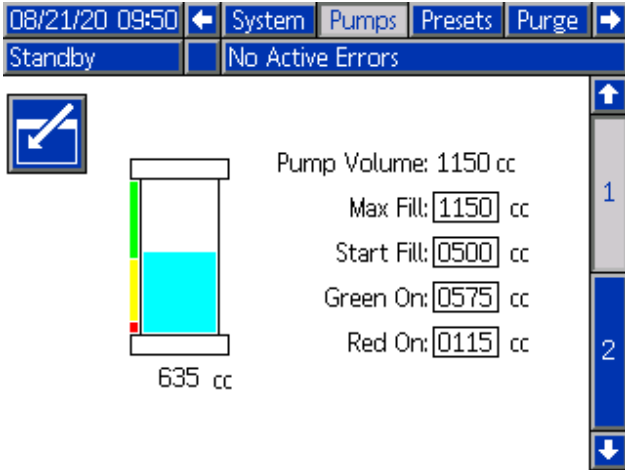 08/21/20 09:50 System Pumps Presets Purge
Standby No Active Errors
Pump Volume: 1150 cc
Max Fill: 1150 cc
1
Start Fill: 0500 cc
Green On: 0575 cc
Red On: 0115 cc
2
635 cc